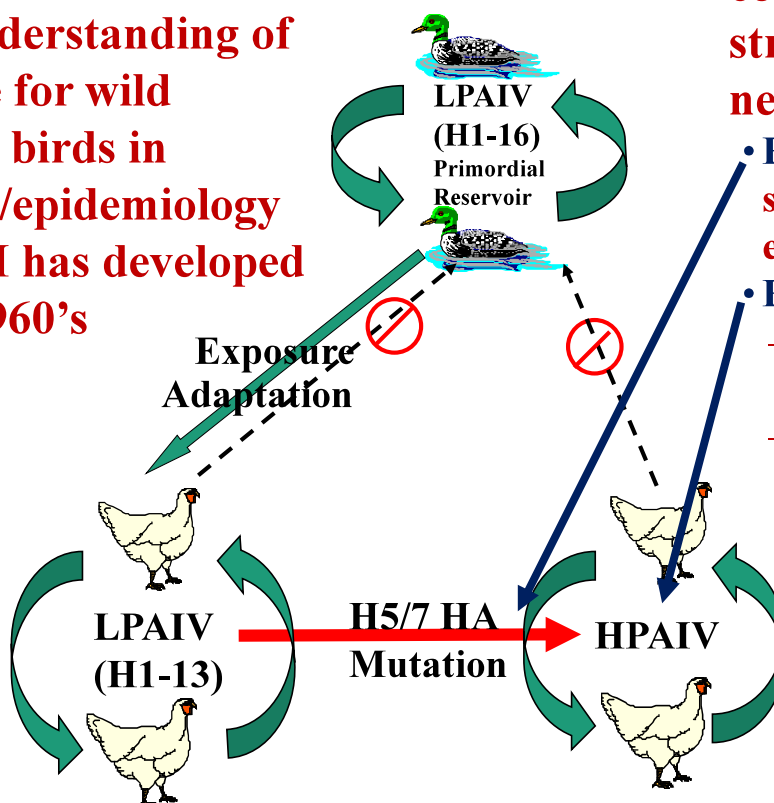 derstanding of
for wild
birds in
/epidemiology
has developed
960’s
LPAIV
(H1-16)
Primordial
Reservoir
ne
Exposure
Adaptation
LPAIV
(H1-13)
H5/7 HA
Mutation
HPAIV